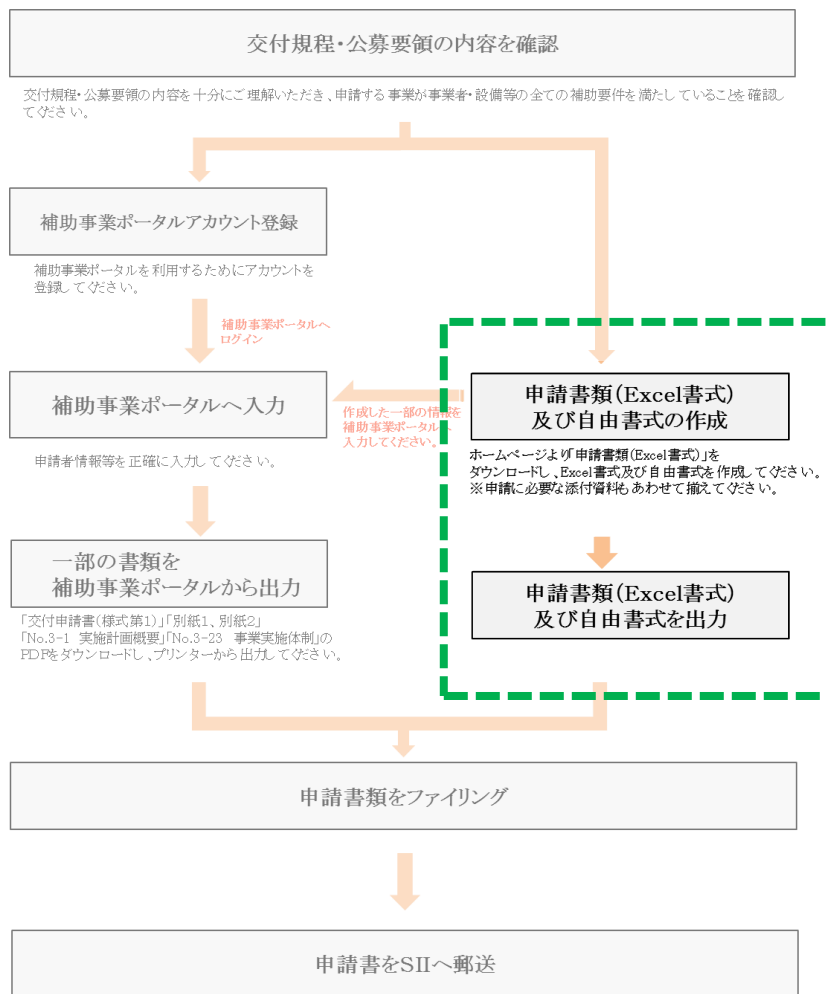 交付規程・公募要領の内容を確認
交付規程・公募要領の内容を十分にご理解いただき、申請する事業が事業者・設備等の全ての補助要件を満たしていることを確認し
てください。
補助事業ポータルアカウント登録
補助事業ポータルを利用するためにアカウントを
登録してください。
補助事業ポータルへ
ログイン
補助事業ポータルへ入力
申請者情報等を正確に入力してください。
作成した一部の情報を
補助事業ポータルへ
入力してください。
申請書類(Excel書式)
及び自由書式の作成
ホームページより「申請書類(Excel書式)」を
ダウンロードし、Excel書式及び自由書式を作成してください。
※申請に必要な添付資料もあわせて揃えてください。
一部の書類を
補助事業ポータルから出力
「交付申請書(様式第1)」「別紙1、別紙2」
「No.3-1 実施計画概要」「No.3-23 事業実施体制」の
PDFをダウンロードし、プリンターから出力してください。
申請書類(Excel書式)
及び自由書式を出力
申請書類をファイリング
申請書をSIIへ郵送